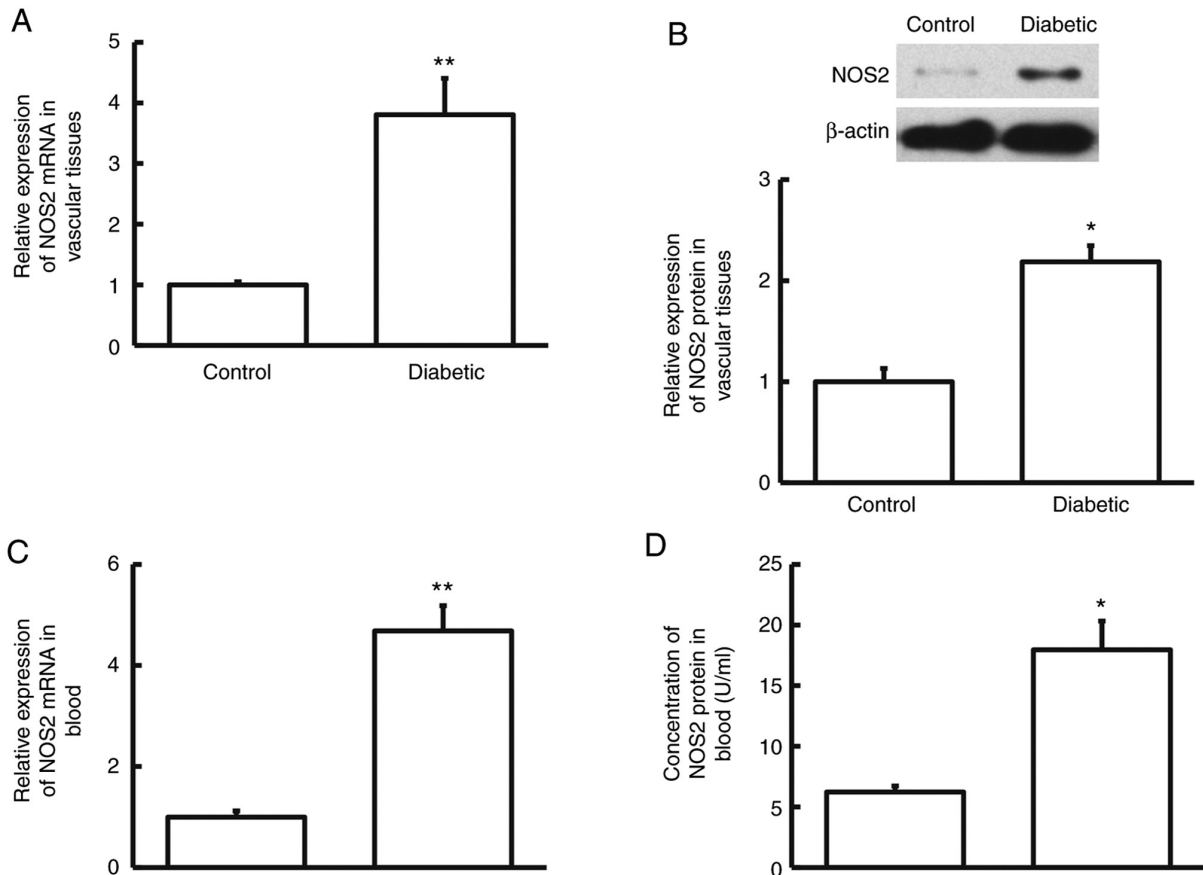 A
Relative expression
of NOS2 mRNA in
vascular tissues
5
4
3
2
1
0
**
Control
Diabetic
B
Control
Diabetic
NOS2
β-actin
Relative expression
of NOS2 protein in
vascular tissues
3
2
1
0
*
Control
Diabetic
C
Relative expression
of NOS2 mRNA in
blood
6
4
2
0
**
D
Concentration of
NOS2 protein in
blood (U/ml)
25
20
15
10
5
0
*